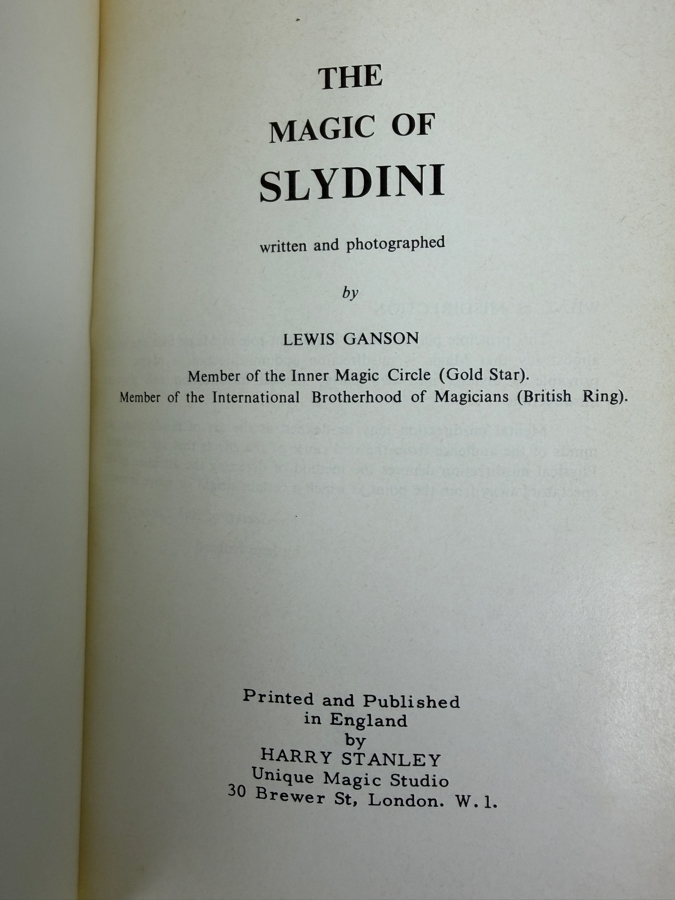 THE
MAGIC OF
SLYDINI
written and photographed
by
LEWIS GANSON
Member of the Inner Magic Circle (Gold Star).
Member of the International Brotherhood of Magicians (British Ring).
Printed and Published
in England
by
HARRY STANLEY
Unique Magic Studio
30 Brewer St, London. W.1.